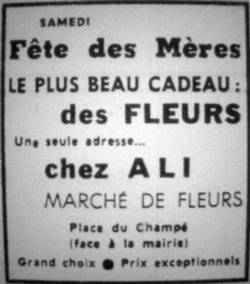 SAMEDI
Fête des Mères
LE PLUS BEAU CADEAU :
des FLEURS
Une seule adresse...
chez ALI
MARCHÉ DE FLEURS
Place du Champé
(face à la mairie)
Grand choix ● Prix exceptionnels